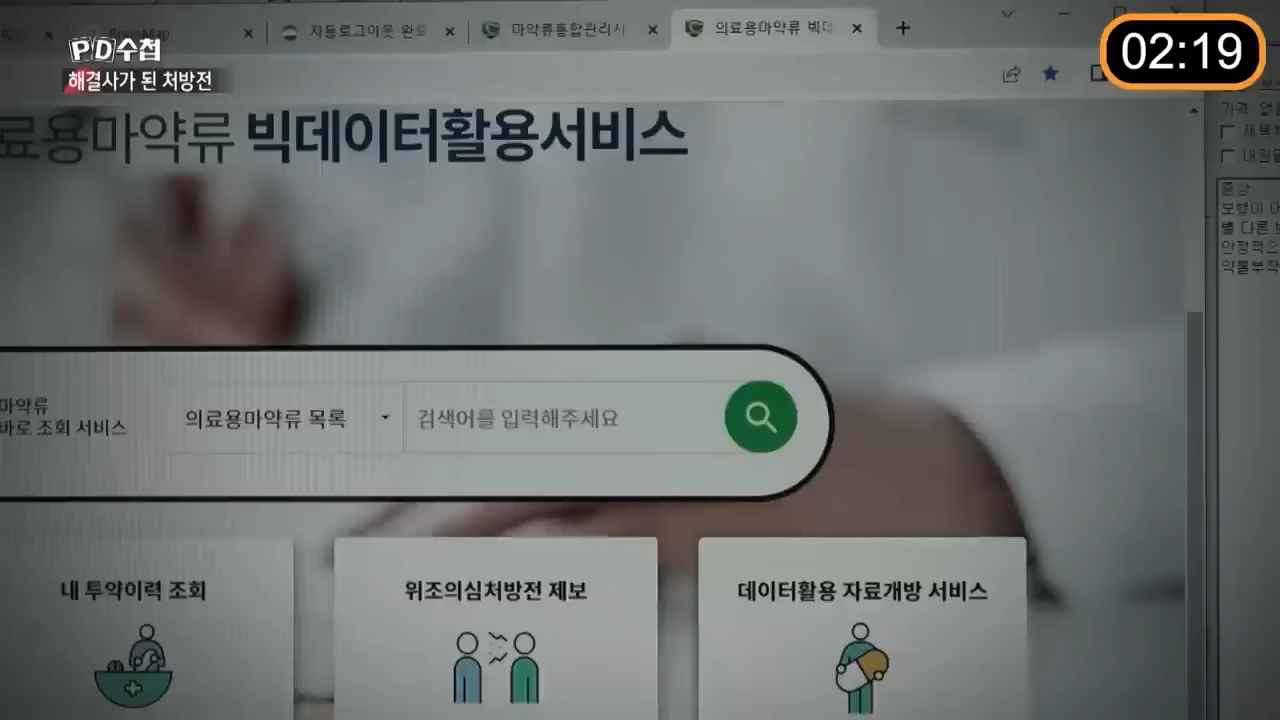 자동로그아웃 완료
마약류통합관리시
의료용마약류 빅데
PD수첩
해결사가 된 처방전
02:19
료용마약류 빅데이터활용서비스
마약류
바로 조회 서비스
의료용마약류 목록
검색어를 입력해주세요
내 투약이력 조회
위조의심처방전 제보
데이터활용 자료개방 서비스